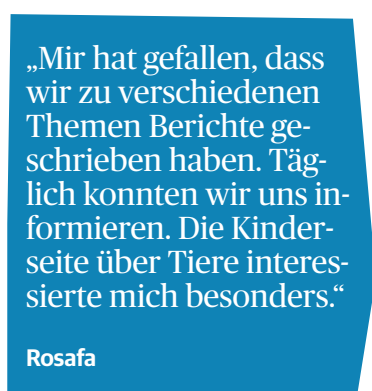 „Mir hat gefallen, dass
wir zu verschiedenen
Themen Berichte ge-
schrieben haben. Täg-
lich konnten wir uns in-
formieren. Die Kinder-
seite über Tiere interes-
sierte mich besonders.“
Rosafa